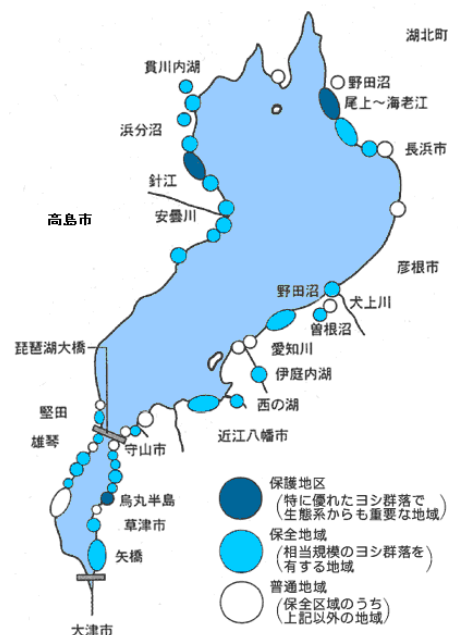 湖北町
貫川内湖
野田沼
尾上～海老江
浜分沼
長浜市
針江
安曇川
高島市
彦根市
野田沼
犬上川
曽根沼
琵琶湖大橋
愛知川
伊庭内湖
西の湖
堅田
近江八幡市
雄琴
守山市
烏丸半島
草津市
矢橋
大津市
保護地区
(特に優れたヨシ群落で
生態系からも重要な地域)
保全地域
(相当規模のヨシ群落を
有する地域)
普通地域
(保全区域のうち
上記以外の地域)